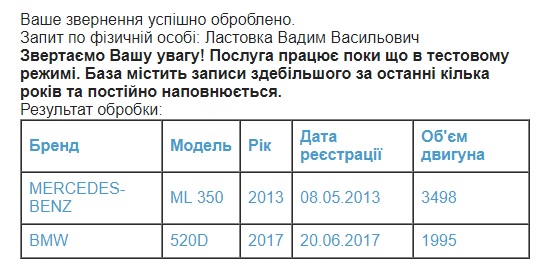 Ваше звернення успішно оброблено.
Запит по фізичній особі: Ластовка Вадим Васильович
Звертаємо Вашу увагу! Послуга працює поки що в тестовому
режимі. База містить записи здебільшого за останні кілька
років та постійно наповнюється.
Результат обробки:
Бренд Модель Рік Дата реєстрації Об'єм двигуна
MERCEDES-BENZ ML 350 2013 08.05.2013 3498
BMW 520D 2017 20.06.2017 1995